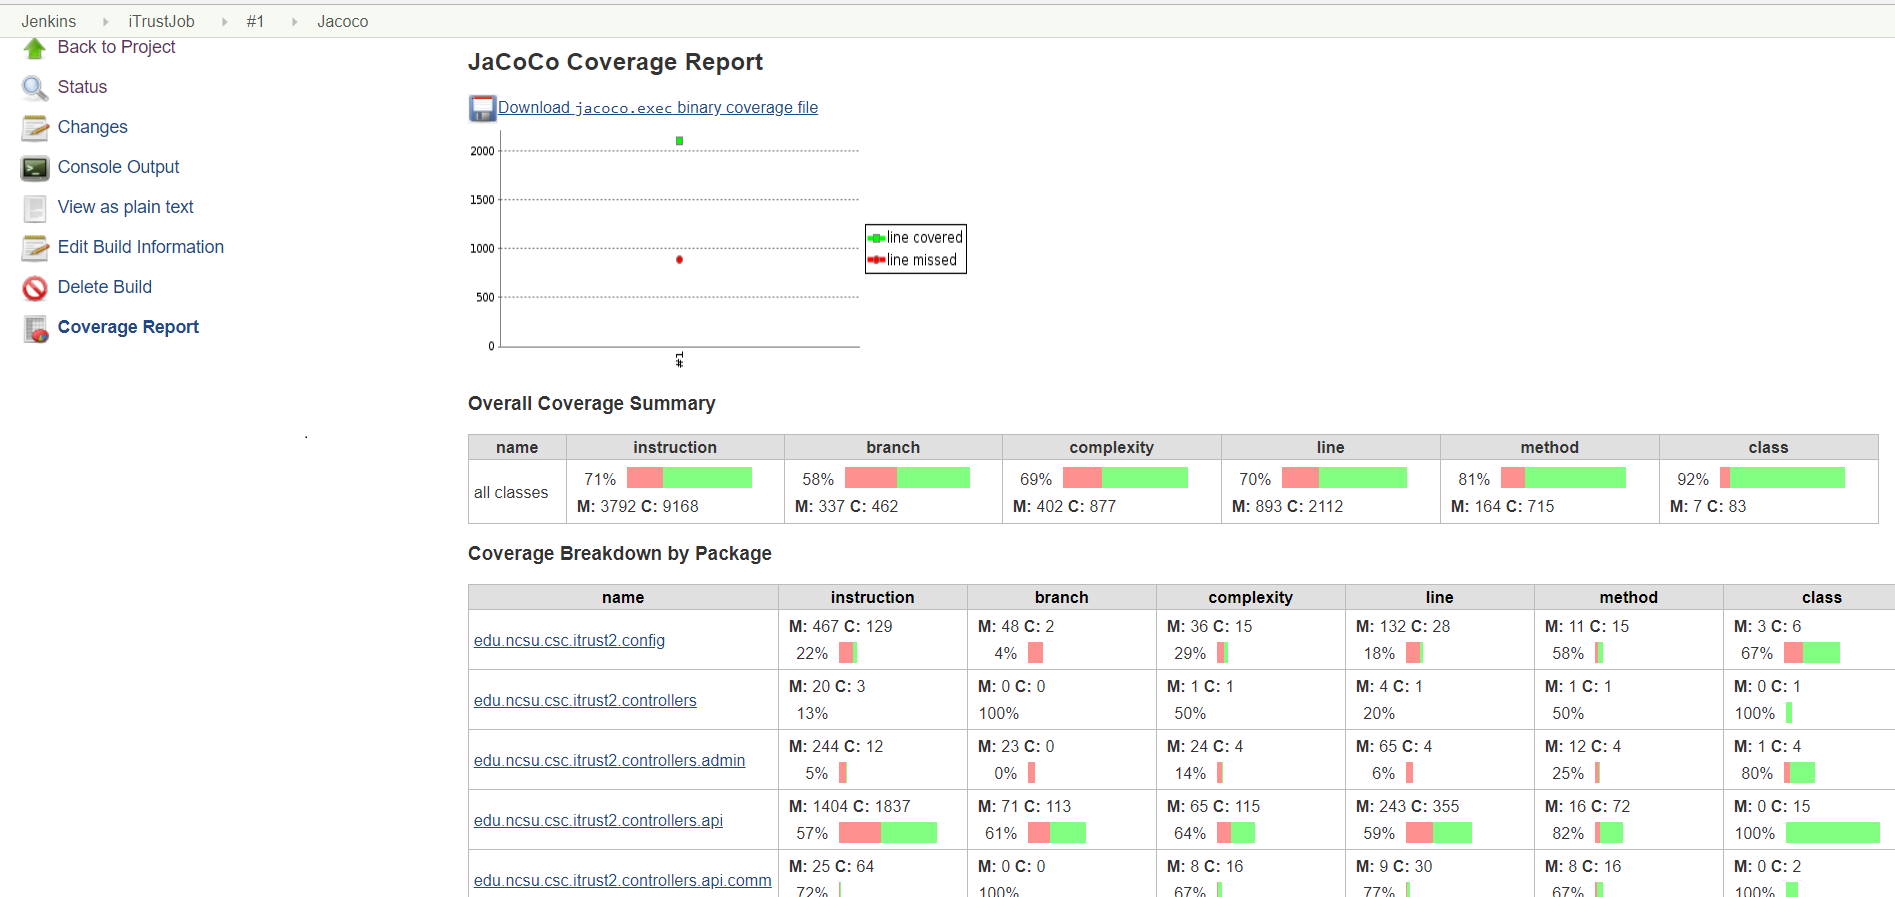 Jenkins iTrustJob #1 Jacoco
Back to Project
Status
Changes
Console Output
View as plain text
Edit Build Information
Delete Build
Coverage Report
JaCoCo Coverage Report
Download jacoco.exec binary coverage file
2000
1500
1000
500
0
#1
line covered
line missed
Overall Coverage Summary
name instruction branch complexity line method class
all classes
71% 58% 69% 70% 81% 92%
M: 3792 C: 9168 M: 337 C: 462 M: 402 C: 877 M: 893 C: 2112 M: 164 C: 715 M: 7 C: 83
Coverage Breakdown by Package
name instruction branch complexity line method class
edu.ncsu.csc.itrust2.config
M: 467 C: 129 M: 48 C: 2 M: 36 C: 15 M: 132 C: 28 M: 11 C: 15 M: 3 C: 6
22% 4% 29% 18% 58% 67%
edu.ncsu.csc.itrust2.controllers
M: 20 C: 3 M: 0 C: 0 M: 1 C: 1 M: 4 C: 1 M: 1 C: 1 M: 0 C: 1
13% 100% 50% 20% 50% 100%
edu.ncsu.csc.itrust2.controllers.admin
M: 244 C: 12 M: 23 C: 0 M: 24 C: 4 M: 65 C: 4 M: 12 C: 4 M: 1 C: 4
5% 0% 14% 6% 25% 80%
edu.ncsu.csc.itrust2.controllers.api
M: 1404 C: 1837 M: 71 C: 113 M: 65 C: 115 M: 243 C: 355 M: 16 C: 72 M: 0 C: 15
57% 61% 64% 59% 82% 100%
edu.ncsu.csc.itrust2.controllers.api.comm
M: 25 C: 64 M: 0 C: 0 M: 8 C: 16 M: 9 C: 30 M: 8 C: 16 M: 0 C: 2
72% 100% 67% 77% 67% 100%